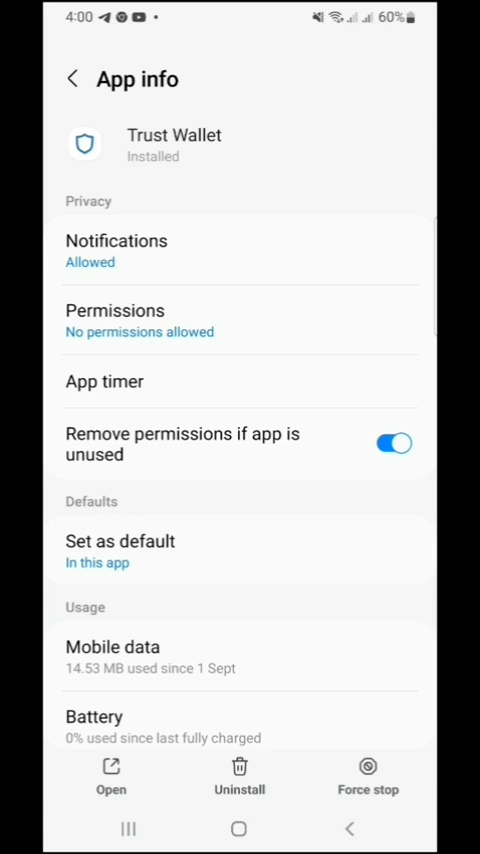 4:00 60%
App info
Trust Wallet
Installed
Privacy
Notifications
Allowed
Permissions
No permissions allowed
App timer
Remove permissions if app is
unused
Defaults
Set as default
In this app
Usage
Mobile data
14.53 MB used since 1 Sept
Battery
0% used since last fully charged
Open Uninstall Force stop